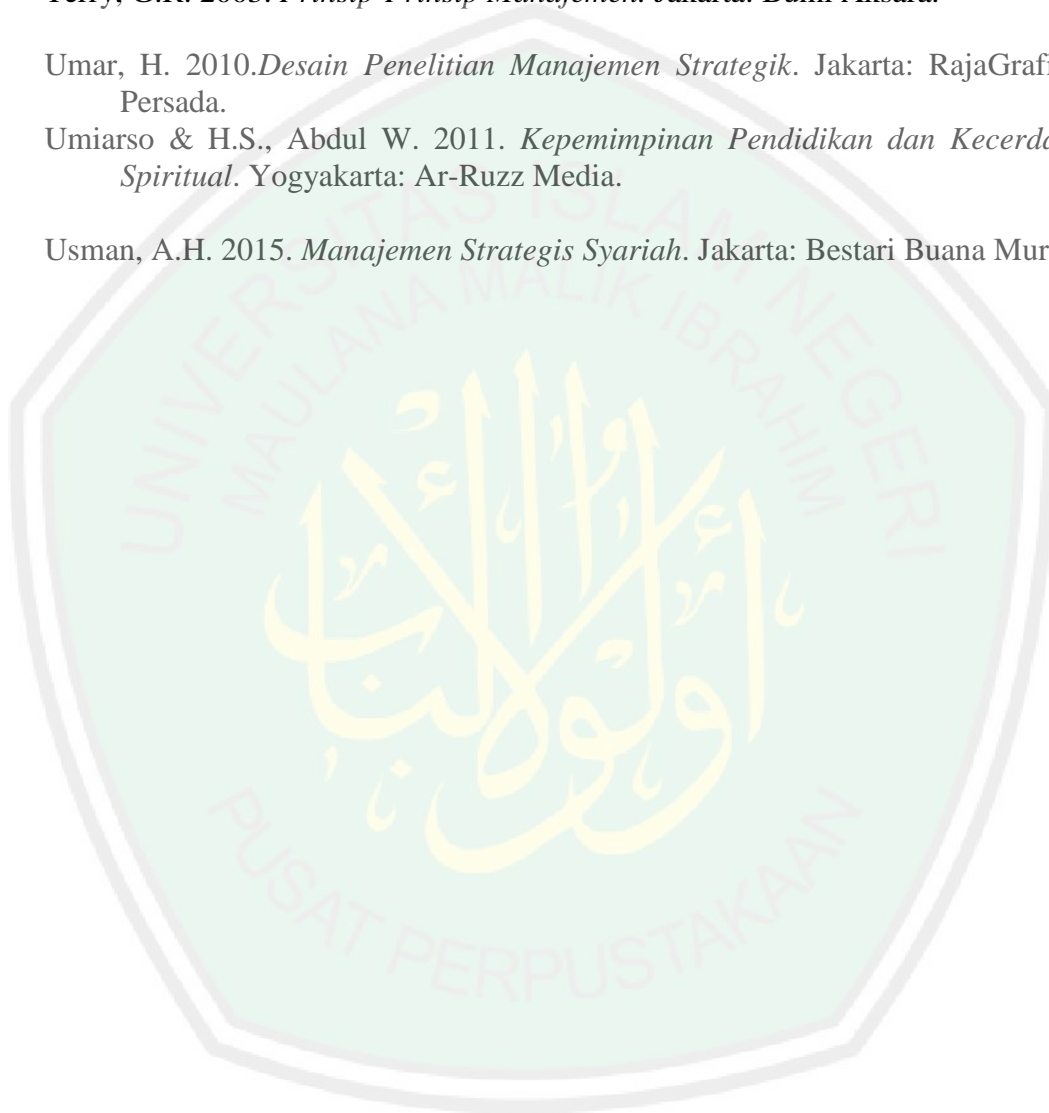 Umar, H. 2010.Desain Penelitian Manajemen Strategik. Jakarta: RajaGrafi
Persada.
Umiarso & H.S., Abdul W. 2011. Kepemimpinan Pendidikan dan Kecerda
Spiritual. Yogyakarta: Ar-Ruzz Media.
Usman, A.H. 2015. Manajemen Strategis Syariah. Jakarta: Bestari Buana Mur
UNIVERSITAS ISLAM NEGERI
MAULANA MALIK IBRAHIM
أولوا الألباب
PUSAT PERPUSTAKAAN